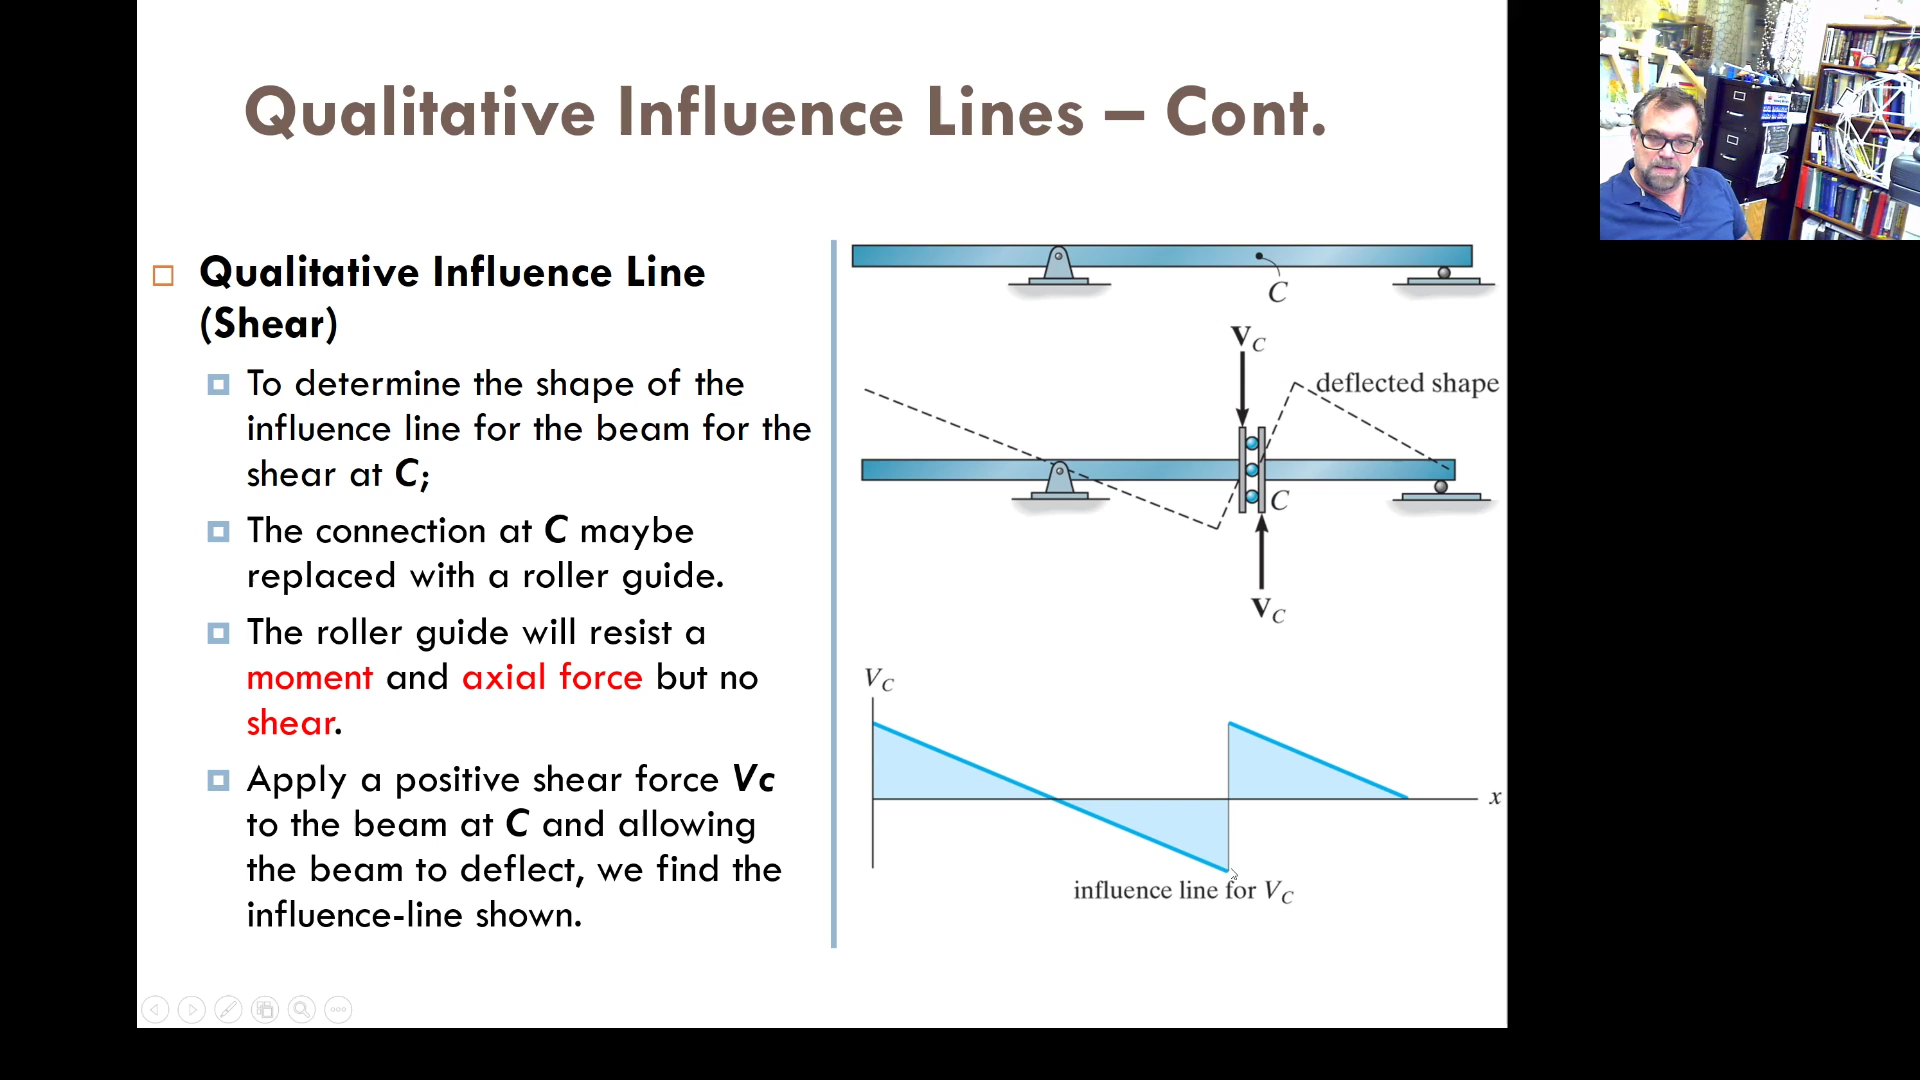 Qualitative Influence Lines – Cont.
Qualitative Influence Line
(Shear)
To determine the shape of the
influence line for the beam for the
shear at C;
The connection at C maybe
replaced with a roller guide.
The roller guide will resist a
moment and axial force but no
shear.
Apply a positive shear force Vc
to the beam at C and allowing
the beam to deflect, we find the
influence-line shown.
C
VC
deflected shape
C
VC
VC
x
influence line for VC